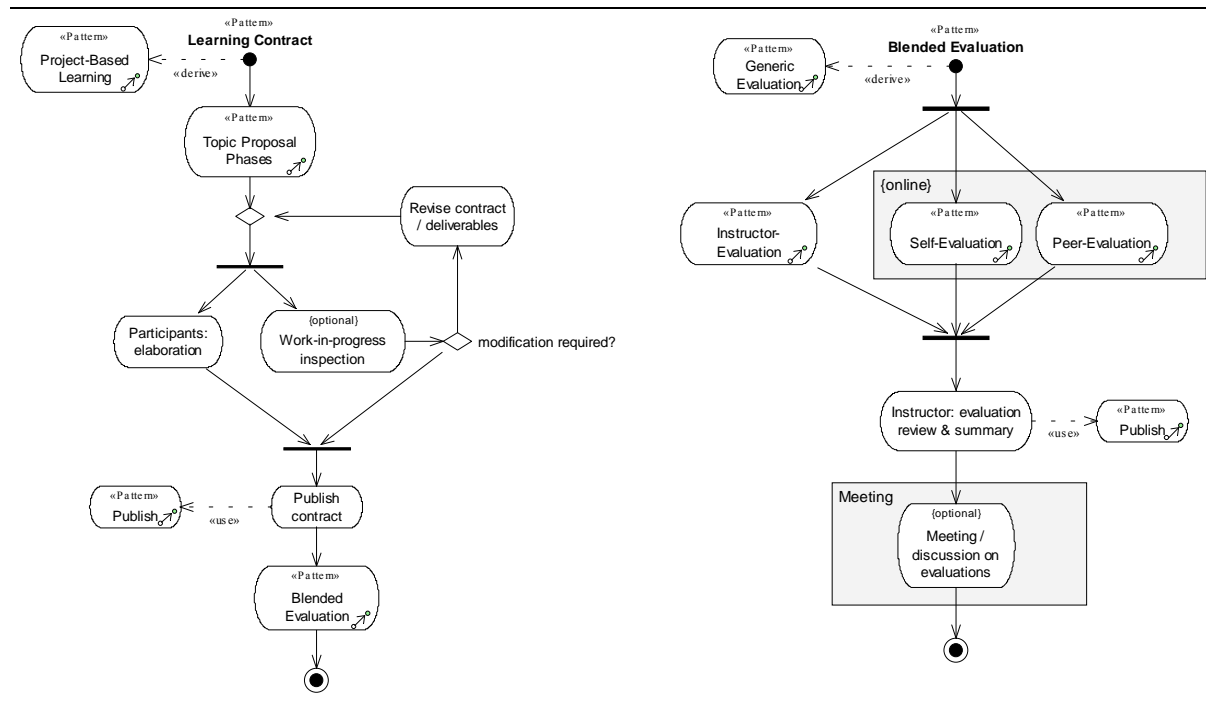 «Pattern»
Learning Contract
«Pattern»
Project-Based
Learning
«derive»
«Pattern»
Topic Proposal
Phases
Revise contract
/ deliverables
Participants:
elaboration
{optional}
Work-in-progress
inspection
modification required?
«Pattern»
Publish
«use»
Publish
contract
«Pattern»
Blended
Evaluation
«Pattern»
Blended Evaluation
«Pattern»
Generic
Evaluation
«derive»
{online}
«Pattern»
Instructor-
Evaluation
«Pattern»
Self-Evaluation
«Pattern»
Peer-Evaluation
Instructor: evaluation
review & summary
«use»
«Pattern»
Publish
Meeting
{optional}
Meeting /
discussion on
evaluations